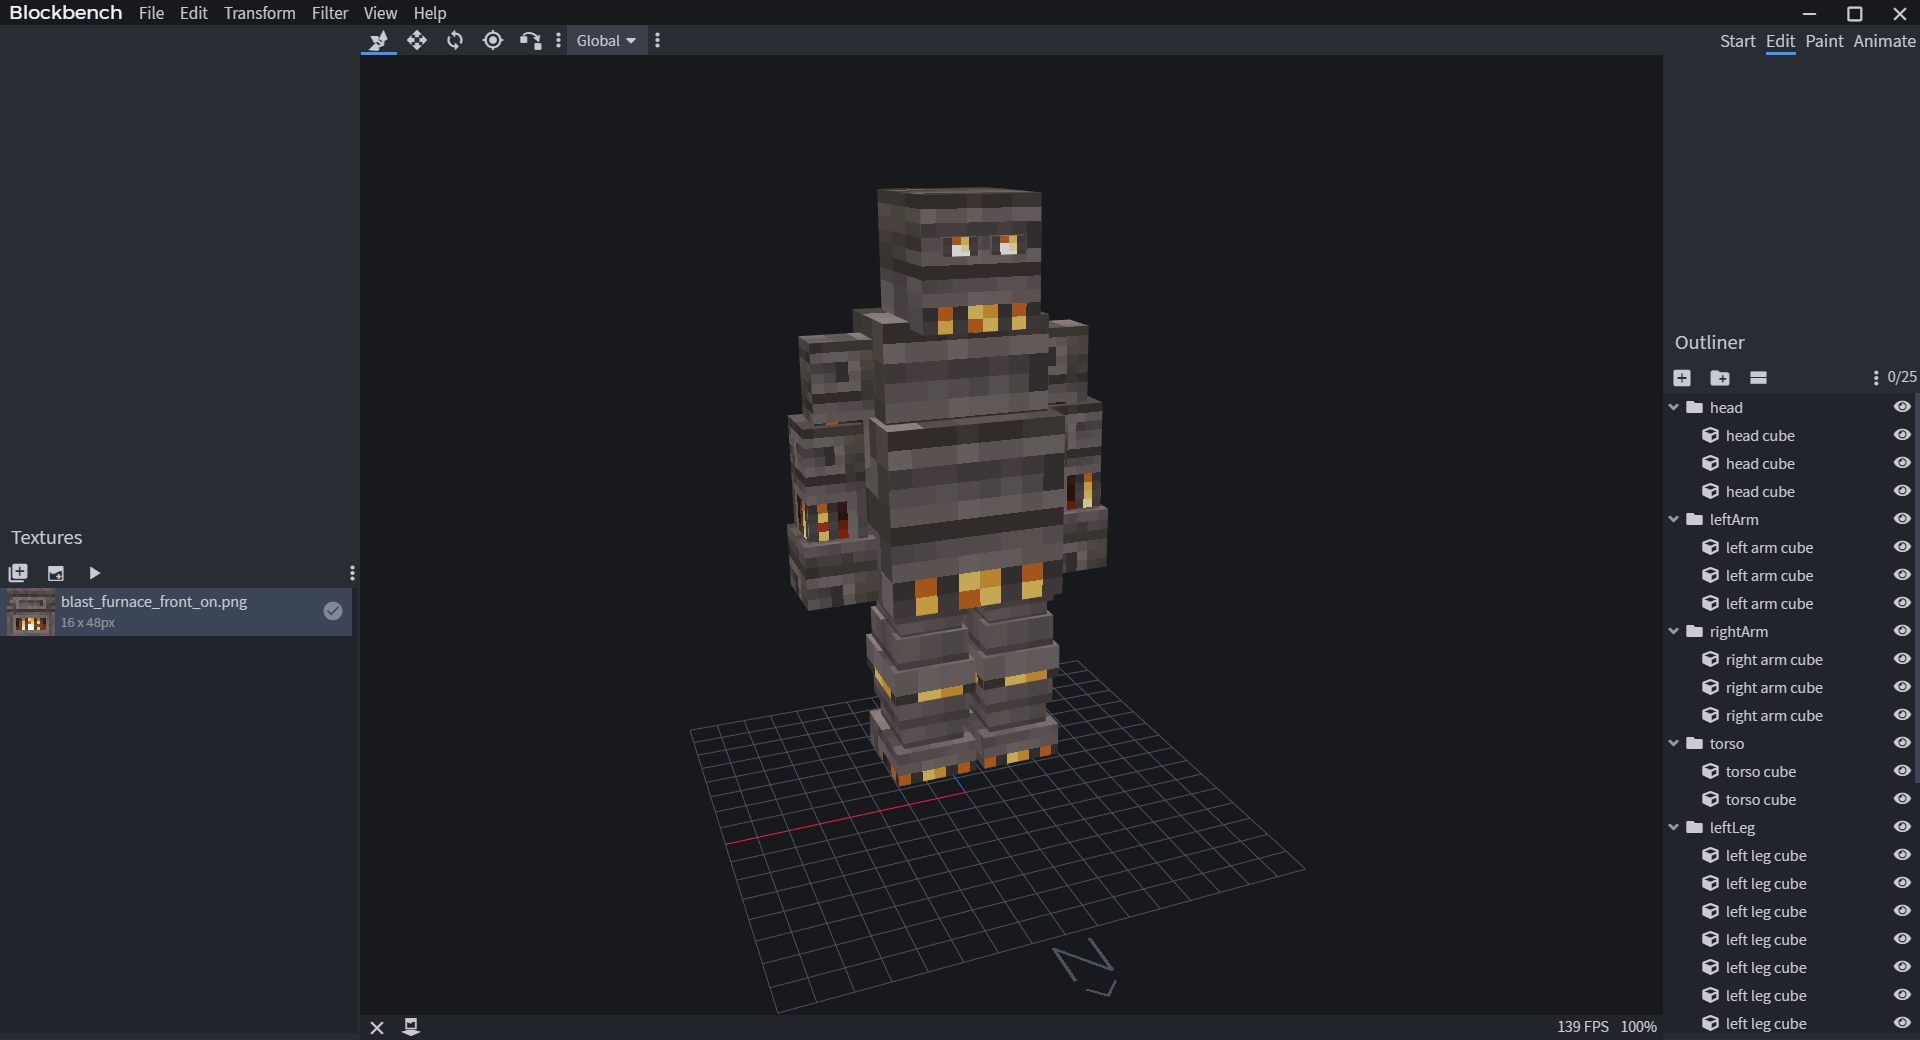 Blockbench File Edit Transform Filter View Help
Global
Start Edit Paint Animate
Textures
blast_furnace_front_on.png
16 x 48px
N
139 FPS 100%
Outliner
0/25
head
head cube
head cube
head cube
leftArm
left arm cube
left arm cube
left arm cube
rightArm
right arm cube
right arm cube
right arm cube
torso
torso cube
torso cube
leftLeg
left leg cube
left leg cube
left leg cube
left leg cube
left leg cube
left leg cube
left leg cube